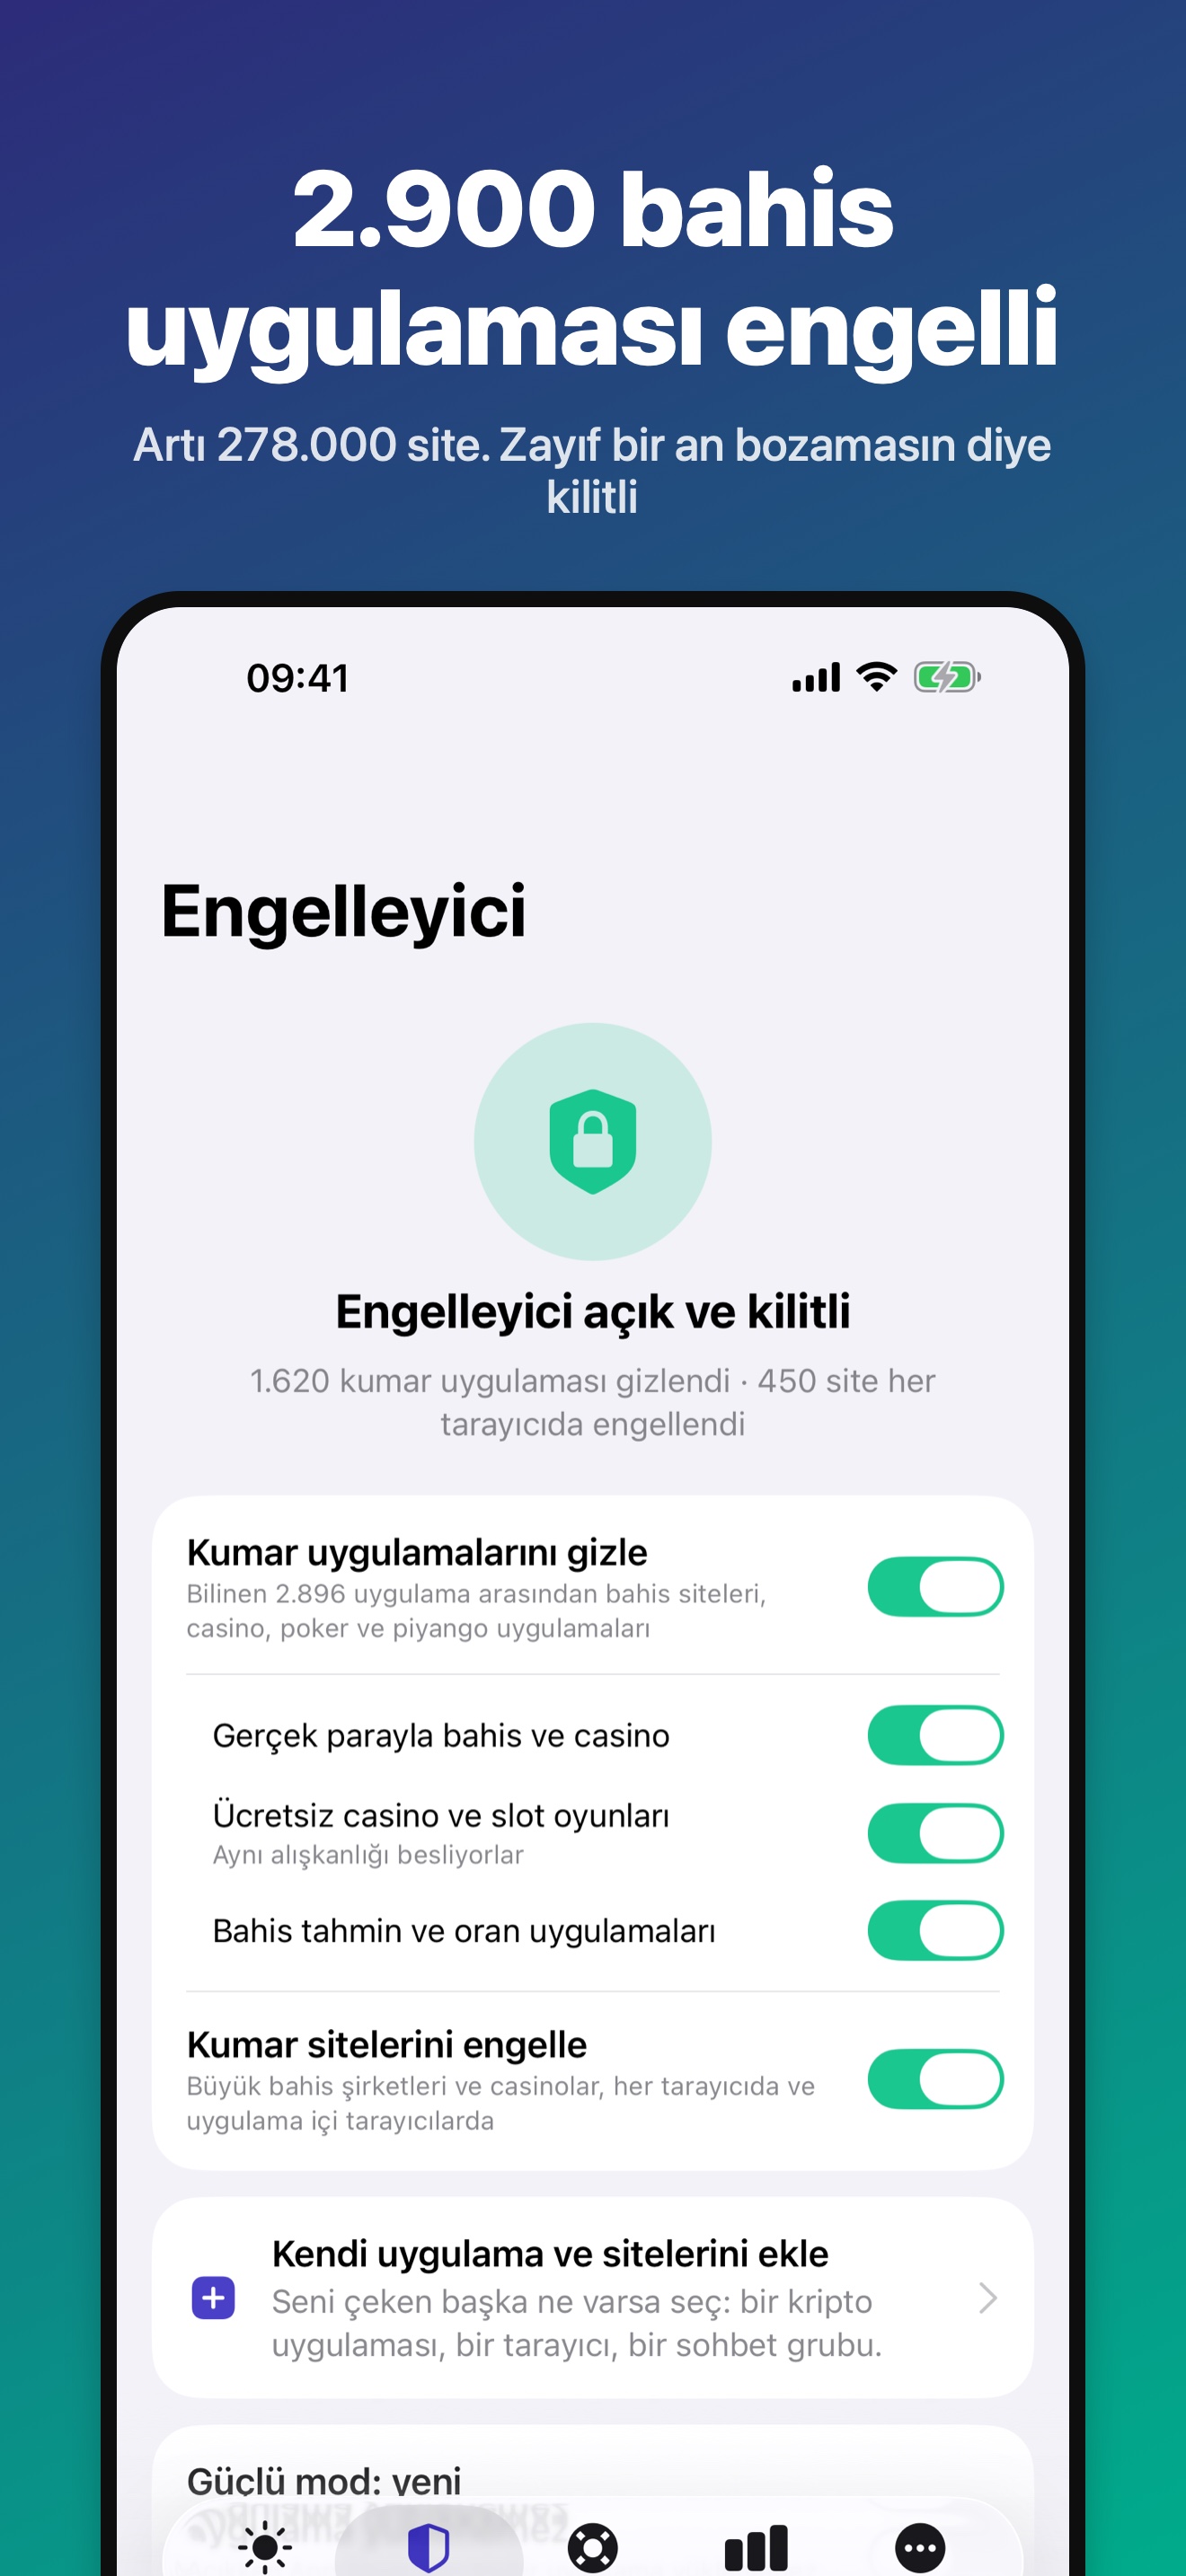 2.900 bahis
uygulaması engelli
Artı 278.000 site. Zayıf bir an bozamasın diye
kilitli
09:41
Engelleyici
Engelleyici açık ve kilitli
1.620 kumar uygulaması gizlendi · 450 site her
tarayıcıda engellendi
Kumar uygulamalarını gizle
Bilinen 2.896 uygulama arasından bahis siteleri,
casino, poker ve piyango uygulamaları
Gerçek parayla bahis ve casino
Ücretsiz casino ve slot oyunları
Aynı alışkanlığı besliyorlar
Bahis tahmin ve oran uygulamaları
Kumar sitelerini engelle
Büyük bahis şirketleri ve casinolar, her tarayıcıda ve
uygulama içi tarayıcılarda
Kendi uygulama ve sitelerini ekle
Seni çeken başka ne varsa seç: bir kripto
uygulaması, bir tarayıcı, bir sohbet grubu.
Güçlü mod: yeni